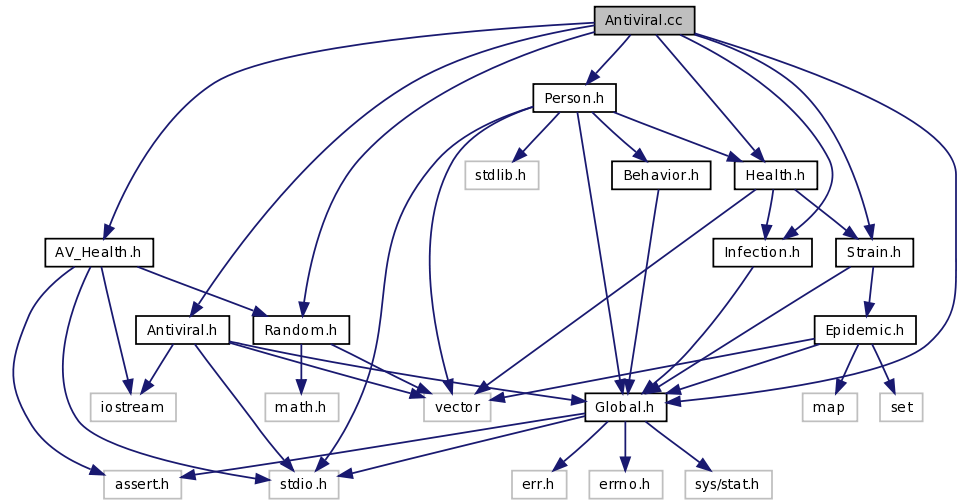 Antiviral.cc
Person.h
stdlib.h
Behavior.h
Health.h
AV_Health.h
Infection.h
Strain.h
Antiviral.h
Random.h
Epidemic.h
iostream
math.h
vector
Global.h
map
set
assert.h
stdio.h
err.h
errno.h
sys/stat.h